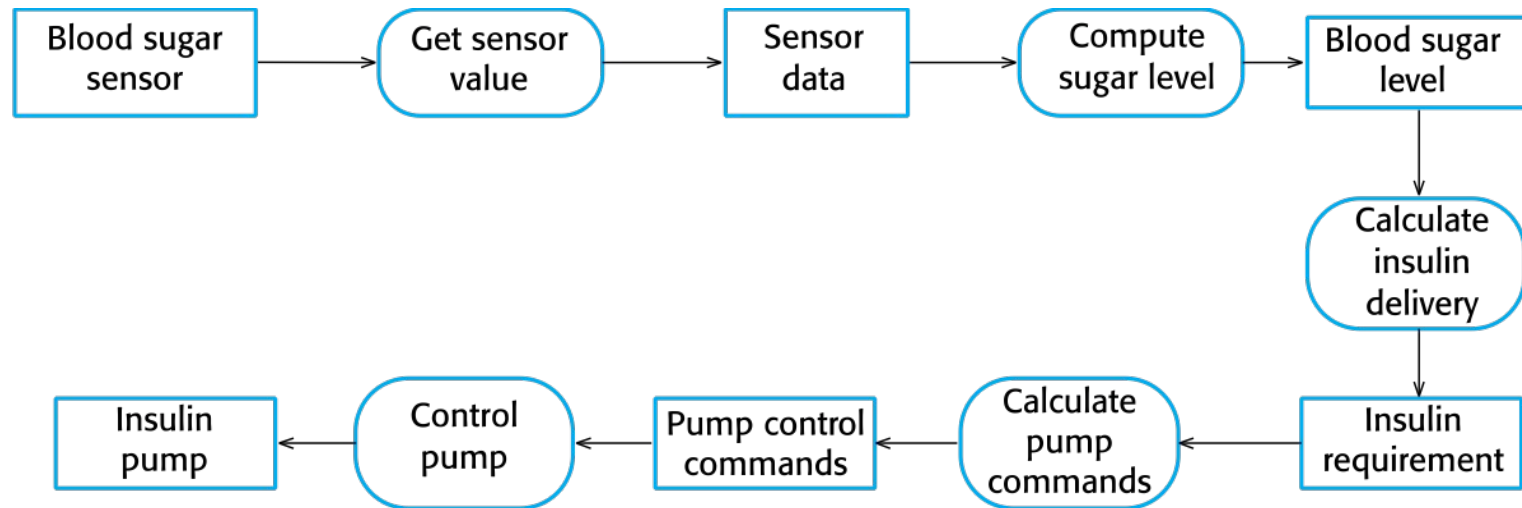 Blood sugar
sensor
Get sensor
value
Sensor
data
Compute
sugar level
Blood sugar
level
Calculate
insulin
delivery
Insulin
pump
Control
pump
Pump control
commands
Calculate
pump
commands
Insulin
requirement